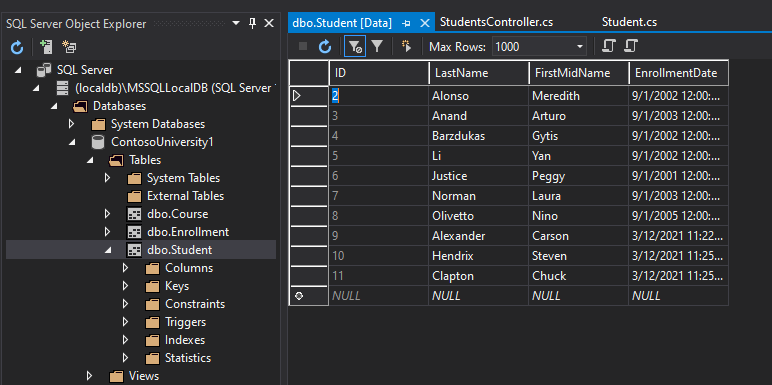 SQL Server Object Explorer
SQL Server
(localdb)\MSSQLLocalDB (SQL Server
Databases
System Databases
ContosoUniversity1
Tables
System Tables
External Tables
dbo.Course
dbo.Enrollment
dbo.Student
Columns
Keys
Constraints
Triggers
Indexes
Statistics
Views
dbo.Student [Data] StudentsController.cs Student.cs
Max Rows: 1000
ID LastName FirstMidName EnrollmentDate
2 Alonso Meredith 9/1/2002 12:00:...
3 Anand Arturo 9/1/2003 12:00:...
4 Barzdukas Gytis 9/1/2002 12:00:...
5 Li Yan 9/1/2002 12:00:...
6 Justice Peggy 9/1/2001 12:00:...
7 Norman Laura 9/1/2003 12:00:...
8 Olivetto Nino 9/1/2005 12:00:...
9 Alexander Carson 3/12/2021 11:22...
10 Hendrix Steven 3/12/2021 11:25...
11 Clapton Chuck 3/12/2021 11:25...
NULL NULL NULL NULL